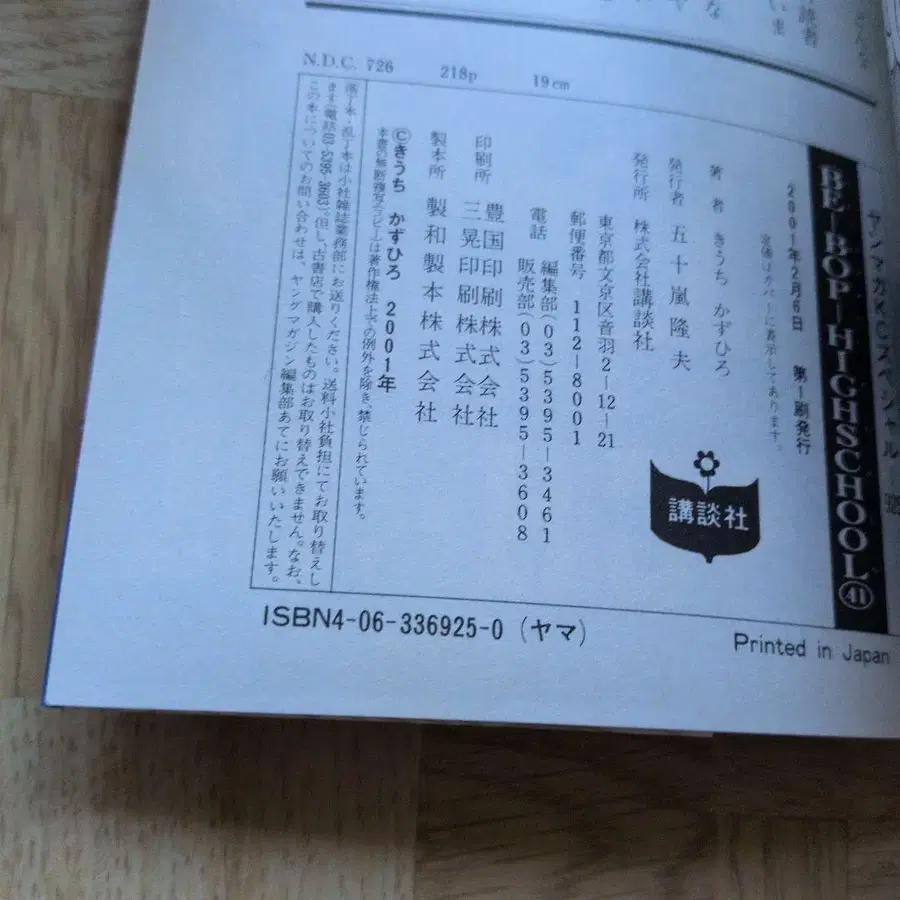 ヤンマガKCスペシャル
BE-BOP-HIGHSCHOOL ㊶
2001年2月6日 第1刷発行
定価はカバーに表示してあります。
著者 きうち かずひろ
発行者 五十嵐隆夫
発行所 株式会社講談社
東京都文京区音羽2-12-21
郵便番号 112-8001
電話 編集部(03)5395-3461
販売部(03)5395-3608
印刷所 豊国印刷株式会社
三晃印刷株式会社
製本所 製和製本株式会社
©きうち かずひろ 2001年
本書の無断複写(コピー)は著作権法上での例外を除き、禁じられています。
落丁本・乱丁本は小社雑誌業務部にお送りください。送料小社負担にてお取り替えし
ます(電話03-5395-3603)。但し、古書店で購入したものはお取り替えできません。なお、
この本についてのお問い合わせは、ヤングマガジン編集部あてにお願いいたします。
N.D.C. 726 218p 19cm
講談社
ISBN4-06-336925-0 (ヤマ)
Printed in Japan